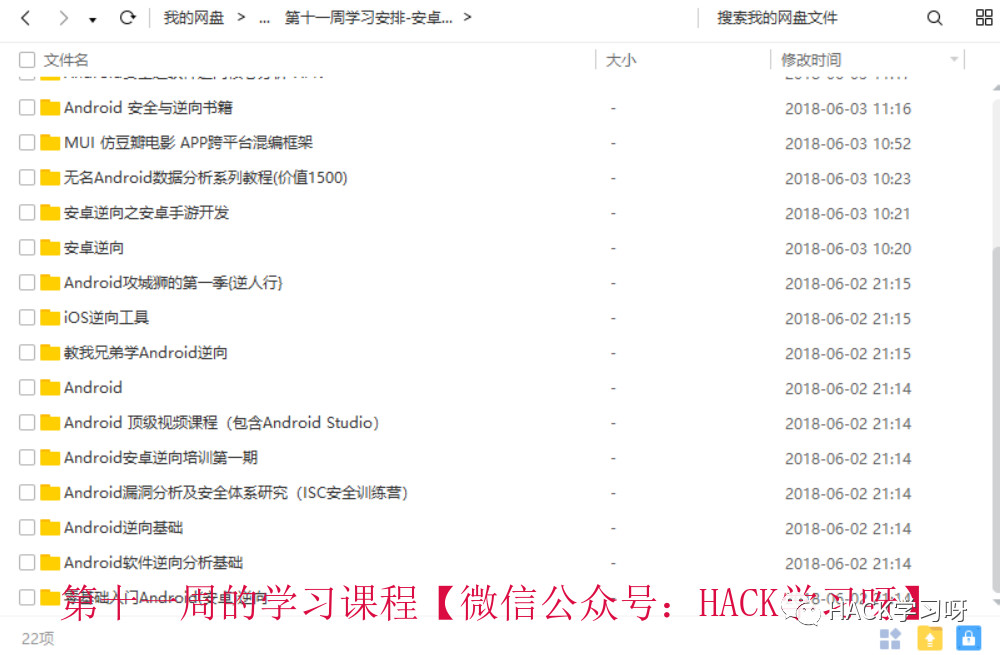 我的网盘 > ... 第十一周学习安排-安卓... > 搜索我的网盘文件
文件名 大小 修改时间
Android 安全与逆向书籍 - 2018-06-03 11:16
MUI 仿豆瓣电影 APP跨平台混编框架 - 2018-06-03 10:52
无名Android数据分析系列教程(价值1500) - 2018-06-03 10:23
安卓逆向之安卓手游开发 - 2018-06-03 10:21
安卓逆向 - 2018-06-03 10:20
Android攻城狮的第一季{逆人行} - 2018-06-02 21:15
iOS逆向工具 - 2018-06-02 21:15
教我兄弟学Android逆向 - 2018-06-02 21:15
Android - 2018-06-02 21:14
Android 顶级视频课程（包含Android Studio） - 2018-06-02 21:14
Android安卓逆向培训第一期 - 2018-06-02 21:14
Android漏洞分析及安全体系研究（ISC安全训练营） - 2018-06-02 21:14
Android逆向基础 - 2018-06-02 21:14
Android软件逆向分析基础 - 2018-06-02 21:14
零基础入门Android 安卓逆向
第十一周的学习课程【微信公众号：HACK学习呀】
HACK学习呀
22项